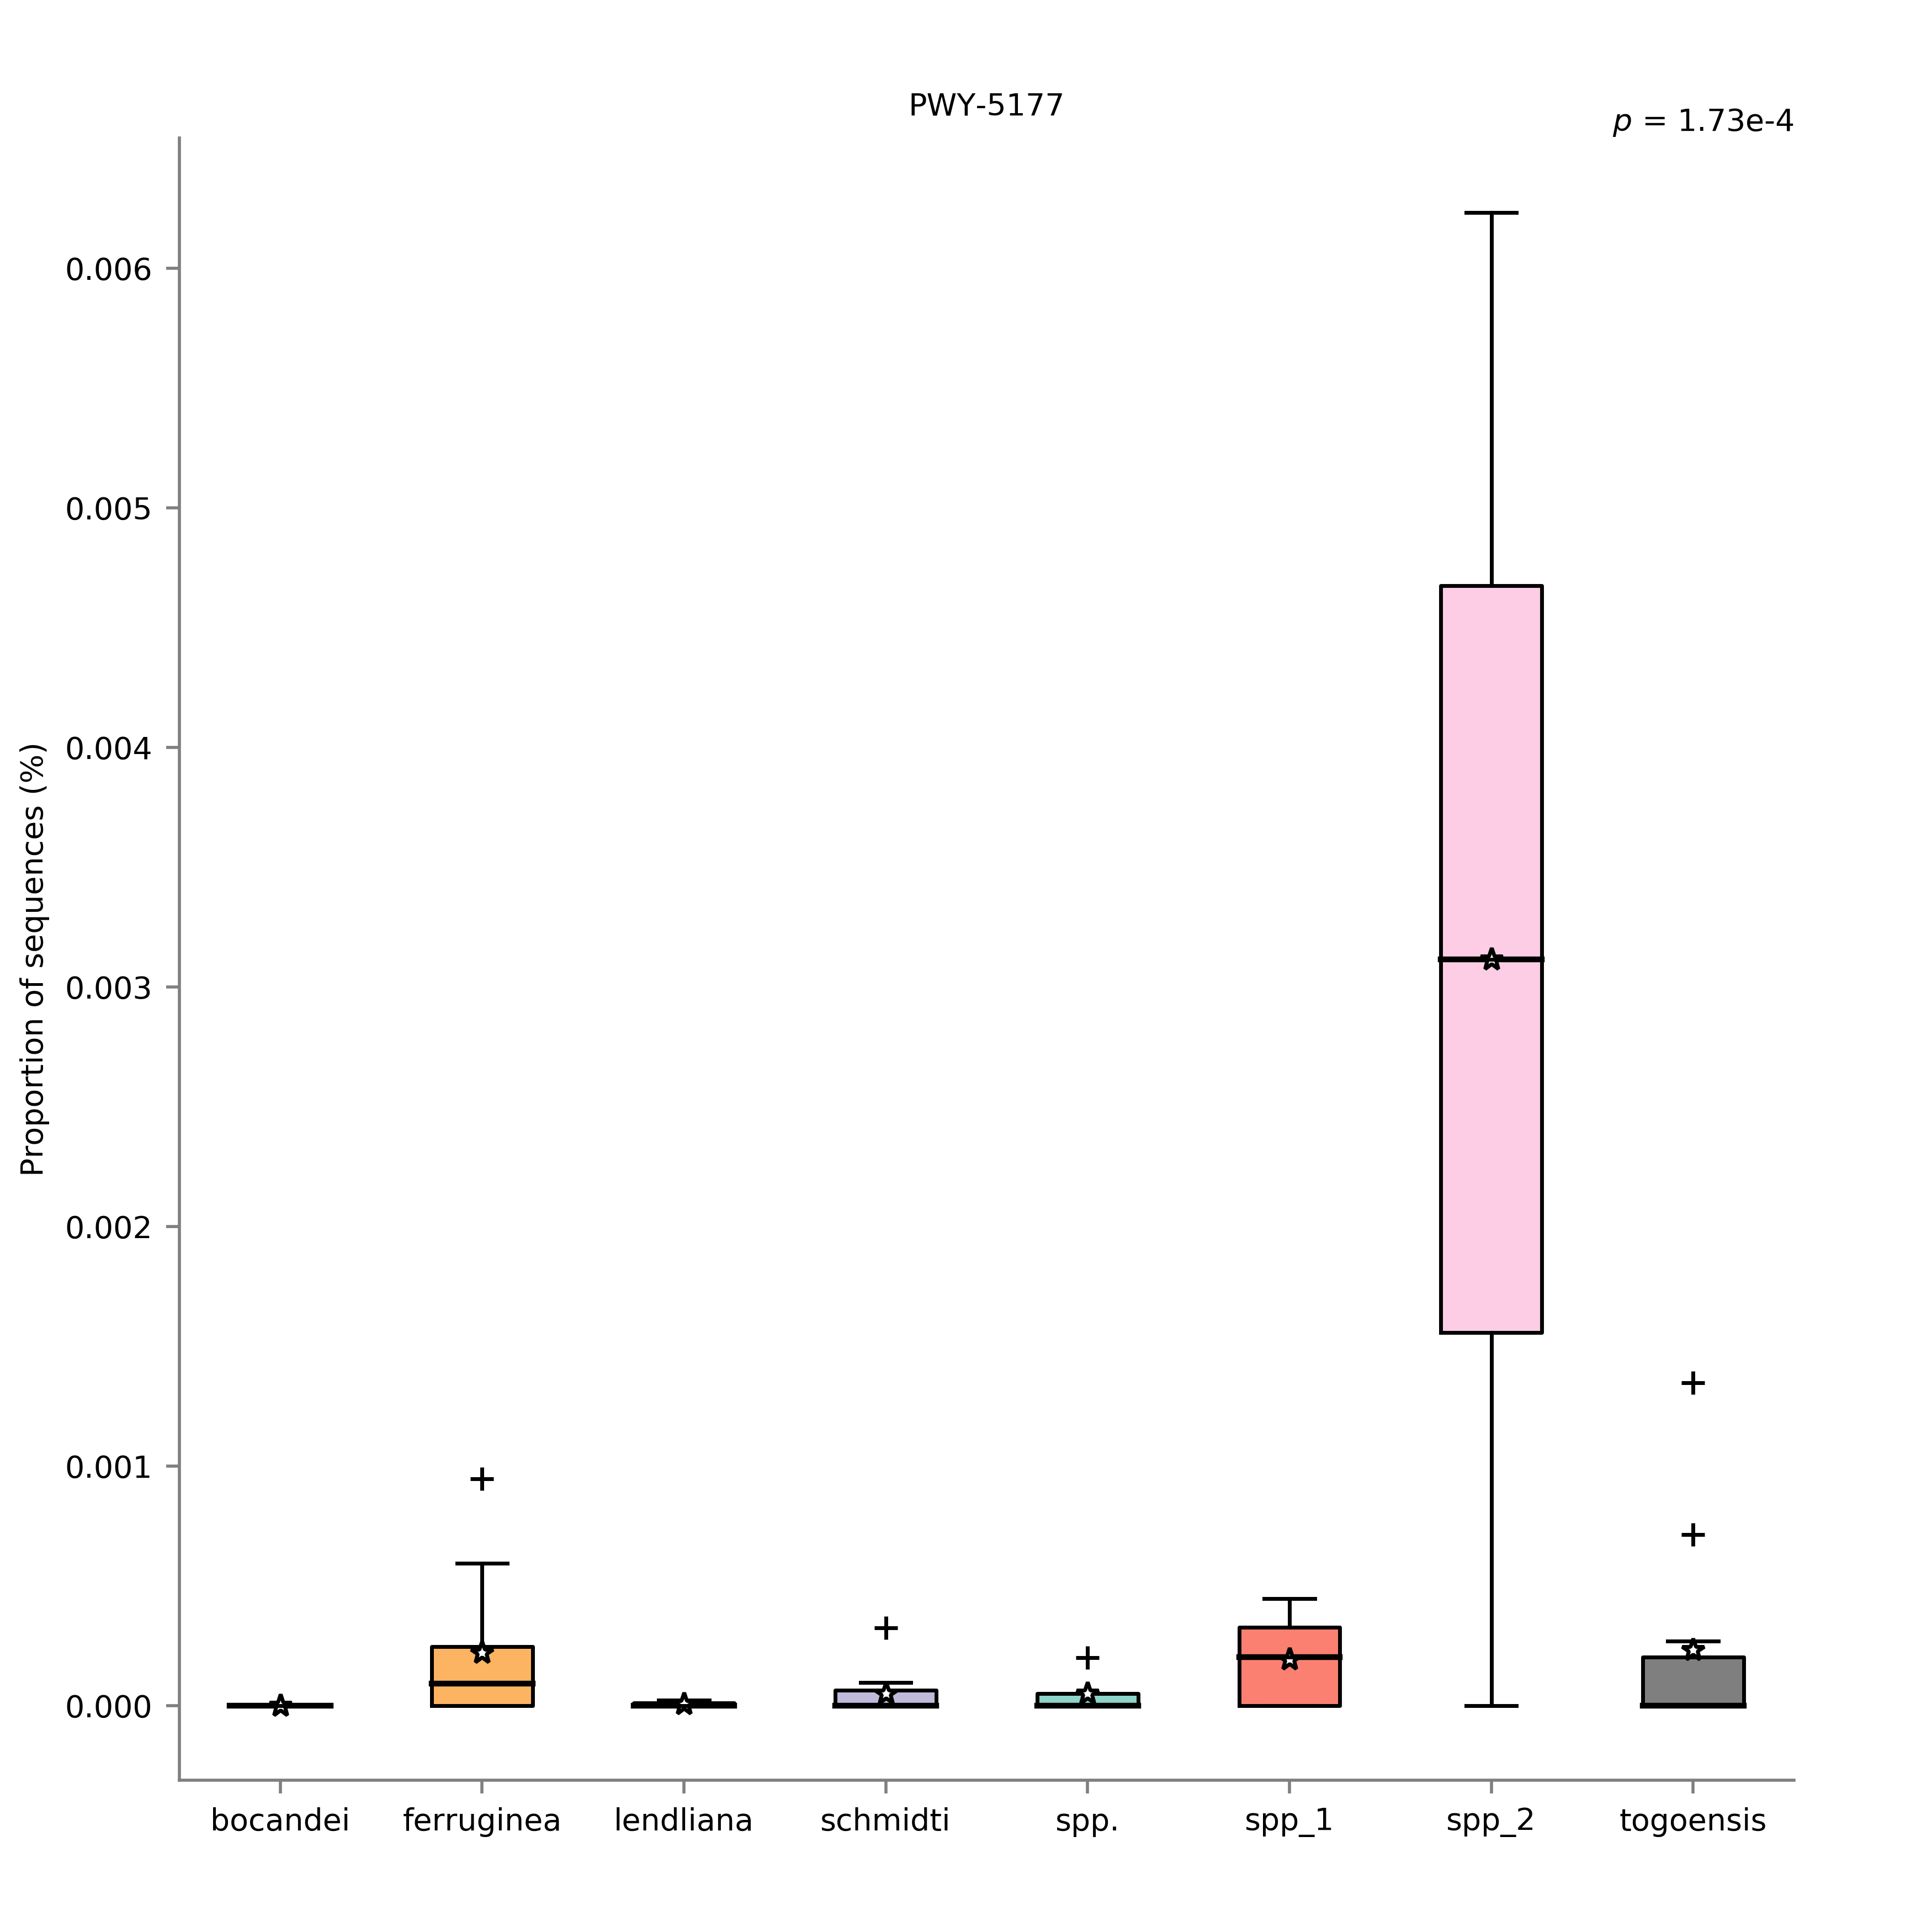 PWY-5177
p = 1.73e-4
Proportion of sequences (%)
0.006
0.005
0.004
0.003
0.002
0.001
0.000
bocandei ferruginea lendliana schmidti spp. spp_1 spp_2 togoensis